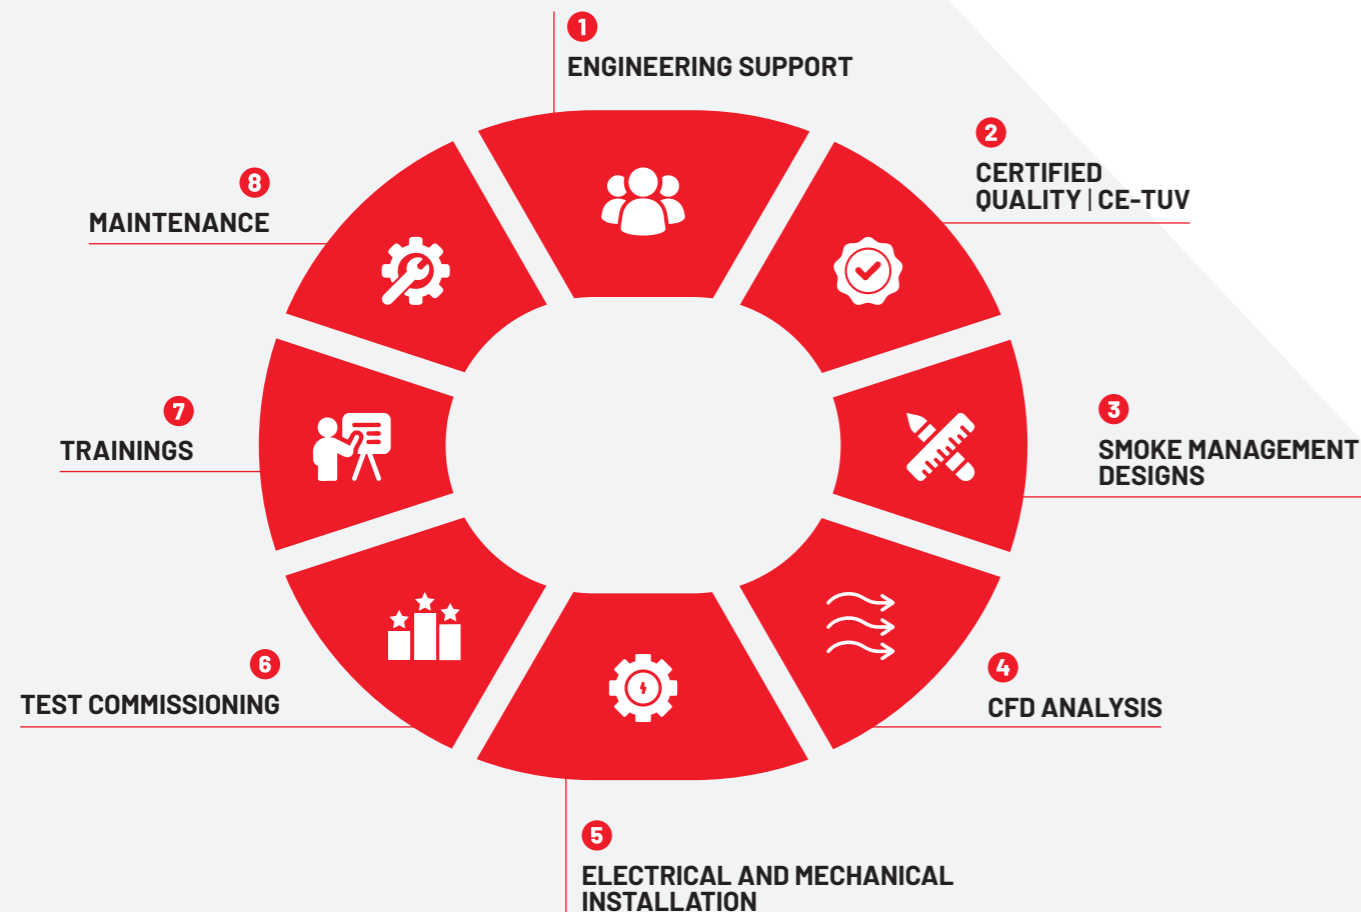 1
ENGINEERING SUPPORT
2
CERTIFIED
QUALITY | CE-TUV
3
SMOKE MANAGEMENT
DESIGNS
4
CFD ANALYSIS
5
ELECTRICAL AND MECHANICAL
INSTALLATION
6
TEST COMMISSIONING
7
TRAININGS
8
MAINTENANCE